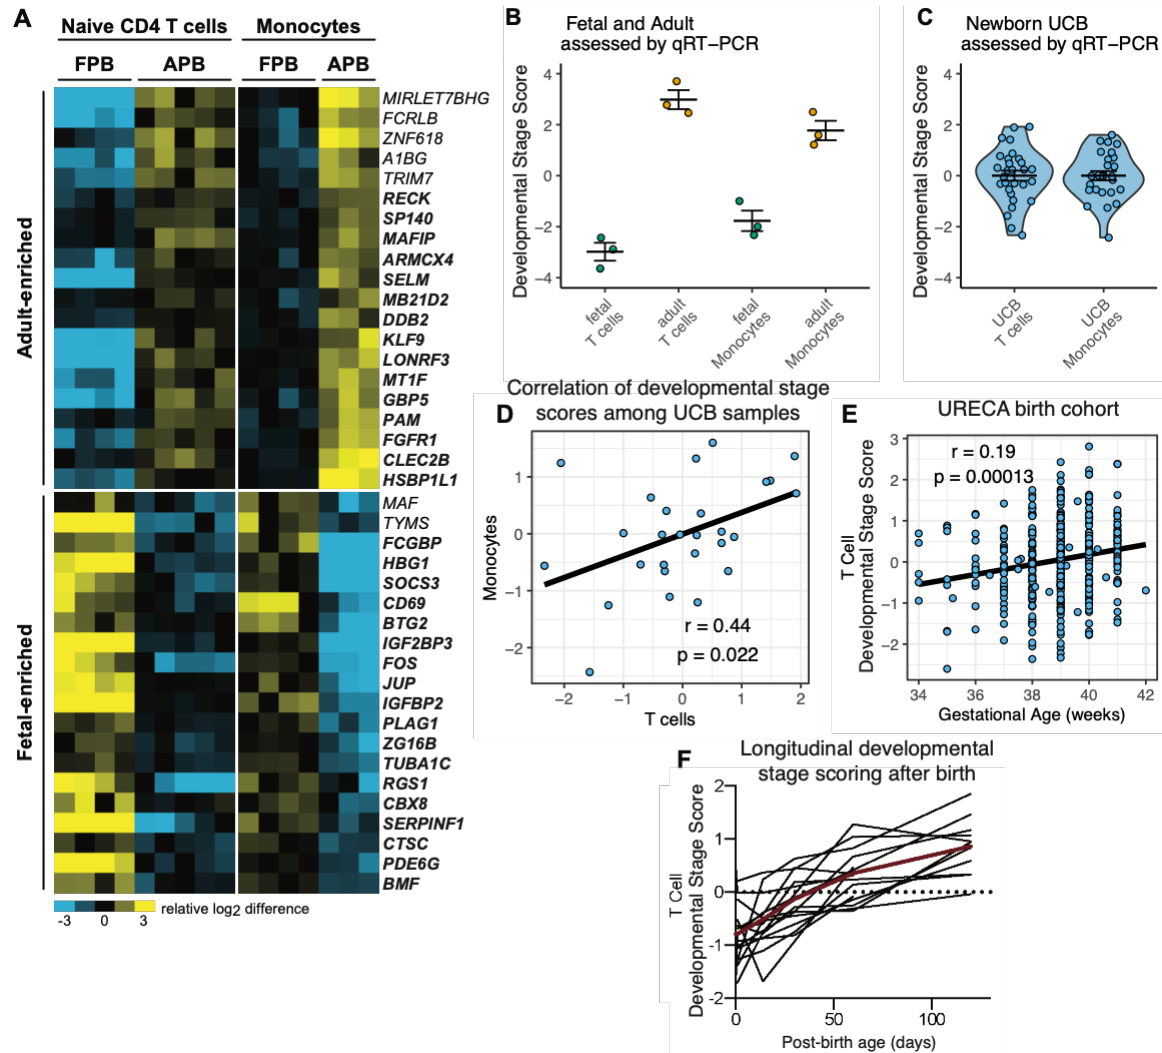 A
Naive CD4 T cells
Monocytes
FPB
APB
FPB
APB
Adult-enriched
MIRLET7BHG
FCRLB
ZNF618
A1BG
TRIM7
RECK
SP140
MAFIP
ARMCX4
SELM
MB21D2
DDB2
KLF9
LONRF3
MT1F
GBP5
PAM
FGFR1
CLEC2B
HSBP1L1
Fetal-enriched
MAF
TYMS
FCGBP
HBG1
SOCS3
CD69
BTG2
IGF2BP3
FOS
JUP
IGFBP2
PLAG1
ZG16B
TUBA1C
RGS1
CBX8
SERPINF1
CTSC
PDE6G
BMF
-3
0
3
relative log2 difference
B
Fetal and Adult
assessed by qRT−PCR
Developmental Stage Score
4
2
0
−2
−4
fetal
T cells
adult
T cells
fetal
Monocytes
adult
Monocytes
C
Newborn UCB
assessed by qRT−PCR
Developmental Stage Score
4
2
0
−2
−4
UCB
T cells
UCB
Monocytes
Correlation of developmental stage
scores among UCB samples
D
Monocytes
1
0
−1
−2
r = 0.44
p = 0.022
−2
−1
0
1
2
T cells
E
URECA birth cohort
T Cell
Developmental Stage Score
3
2
1
0
−1
−2
r = 0.19
p = 0.00013
34
36
38
40
42
Gestational Age (weeks)
F
Longitudinal developmental
stage scoring after birth
T Cell
Developmental Stage Score
2
1
0
-1
-2
0
50
100
Post-birth age (days)